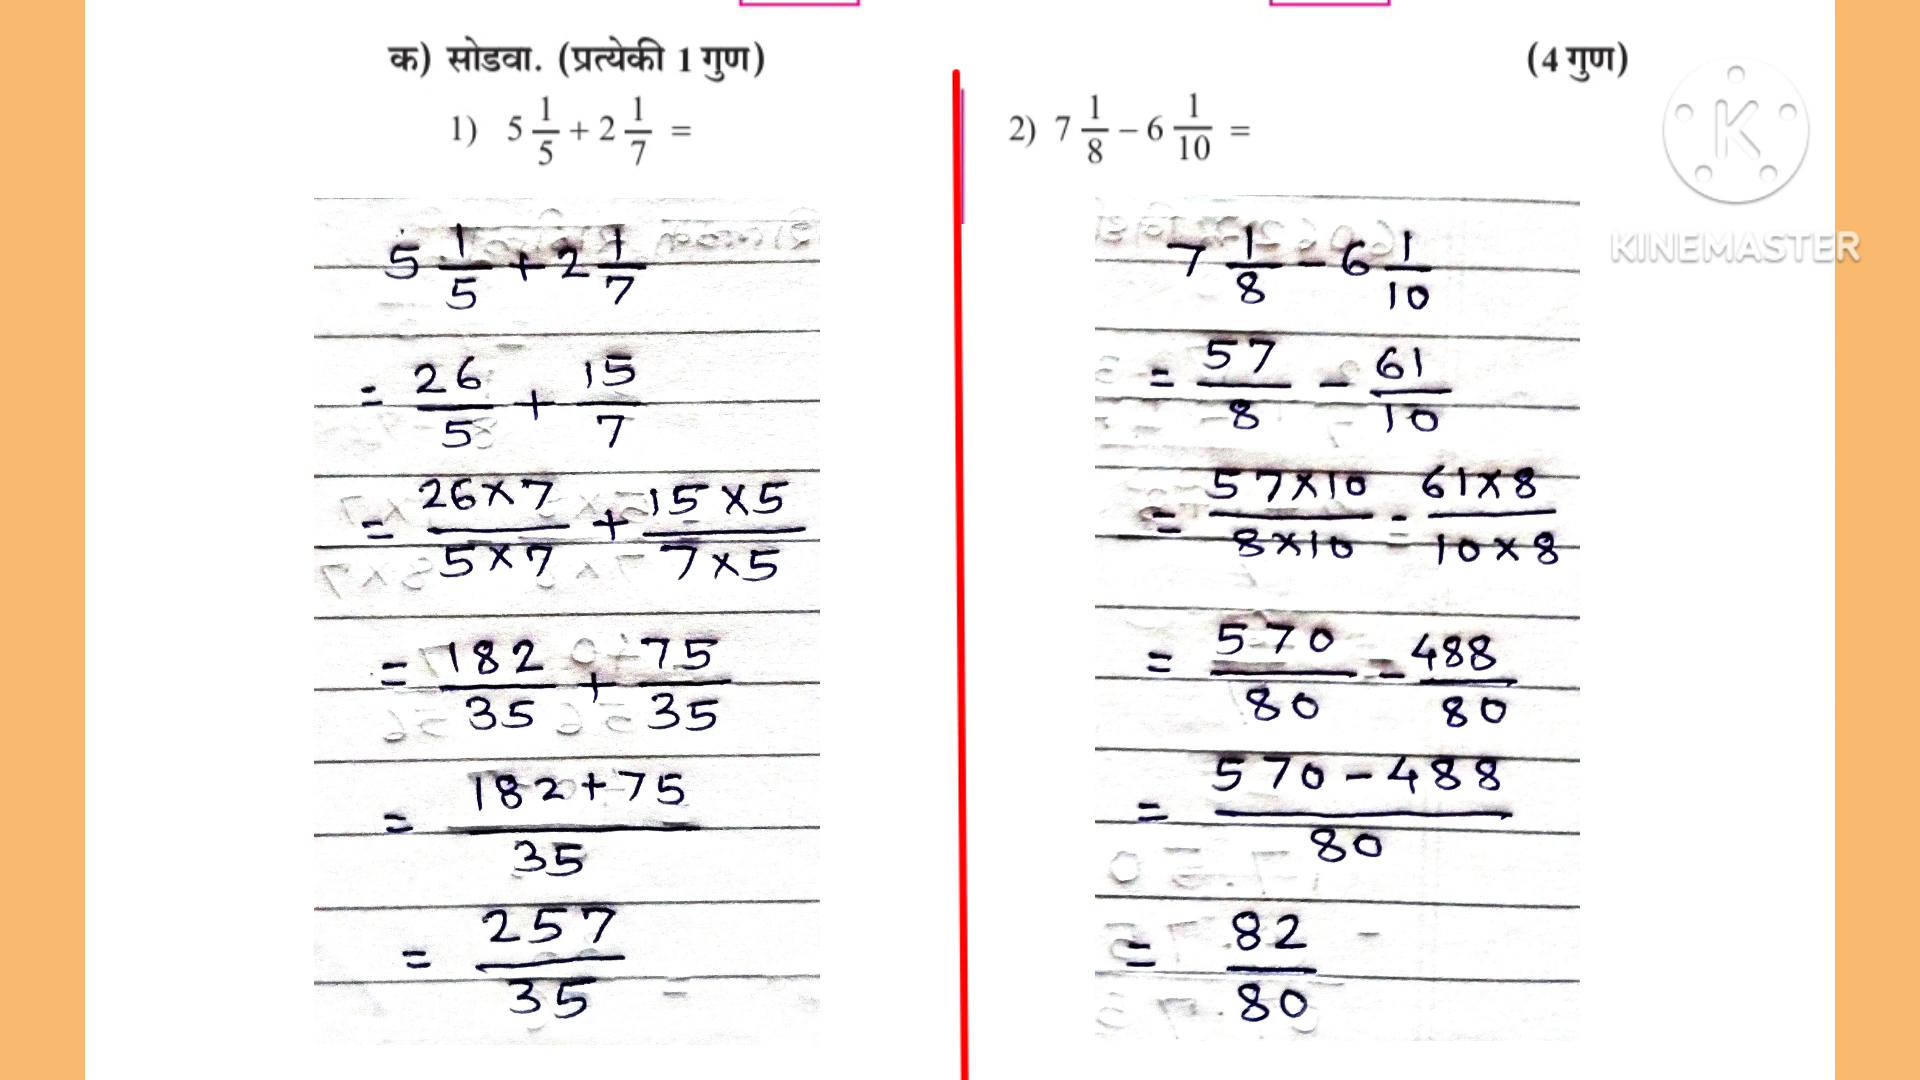 क) सोडवा. (प्रत्येकी 1 गुण) (4 गुण)
1) 5 1/5 + 2 1/7 =
5 1/5 + 2 1/7
= 26/5 + 15/7
= 26×7/5×7 + 15×5/7×5
= 182/35 + 75/35
= 182+75/35
= 257/35
2) 7 1/8 – 6 1/10 =
7 1/8 - 6 1/10
= 57/8 - 61/10
= 57×10/8×10 - 61×8/10×8
= 570/80 - 488/80
= 570-488/80
= 82/80
K
KINEMASTER